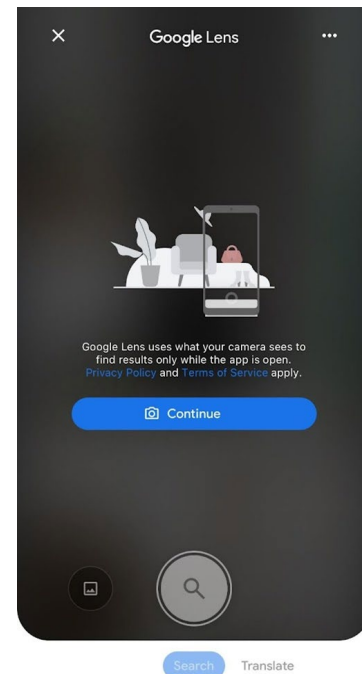 Google Lens
Google Lens uses what your camera sees to
find results only while the app is open.
Privacy Policy and Terms of Service apply.
Continue
Search Translate